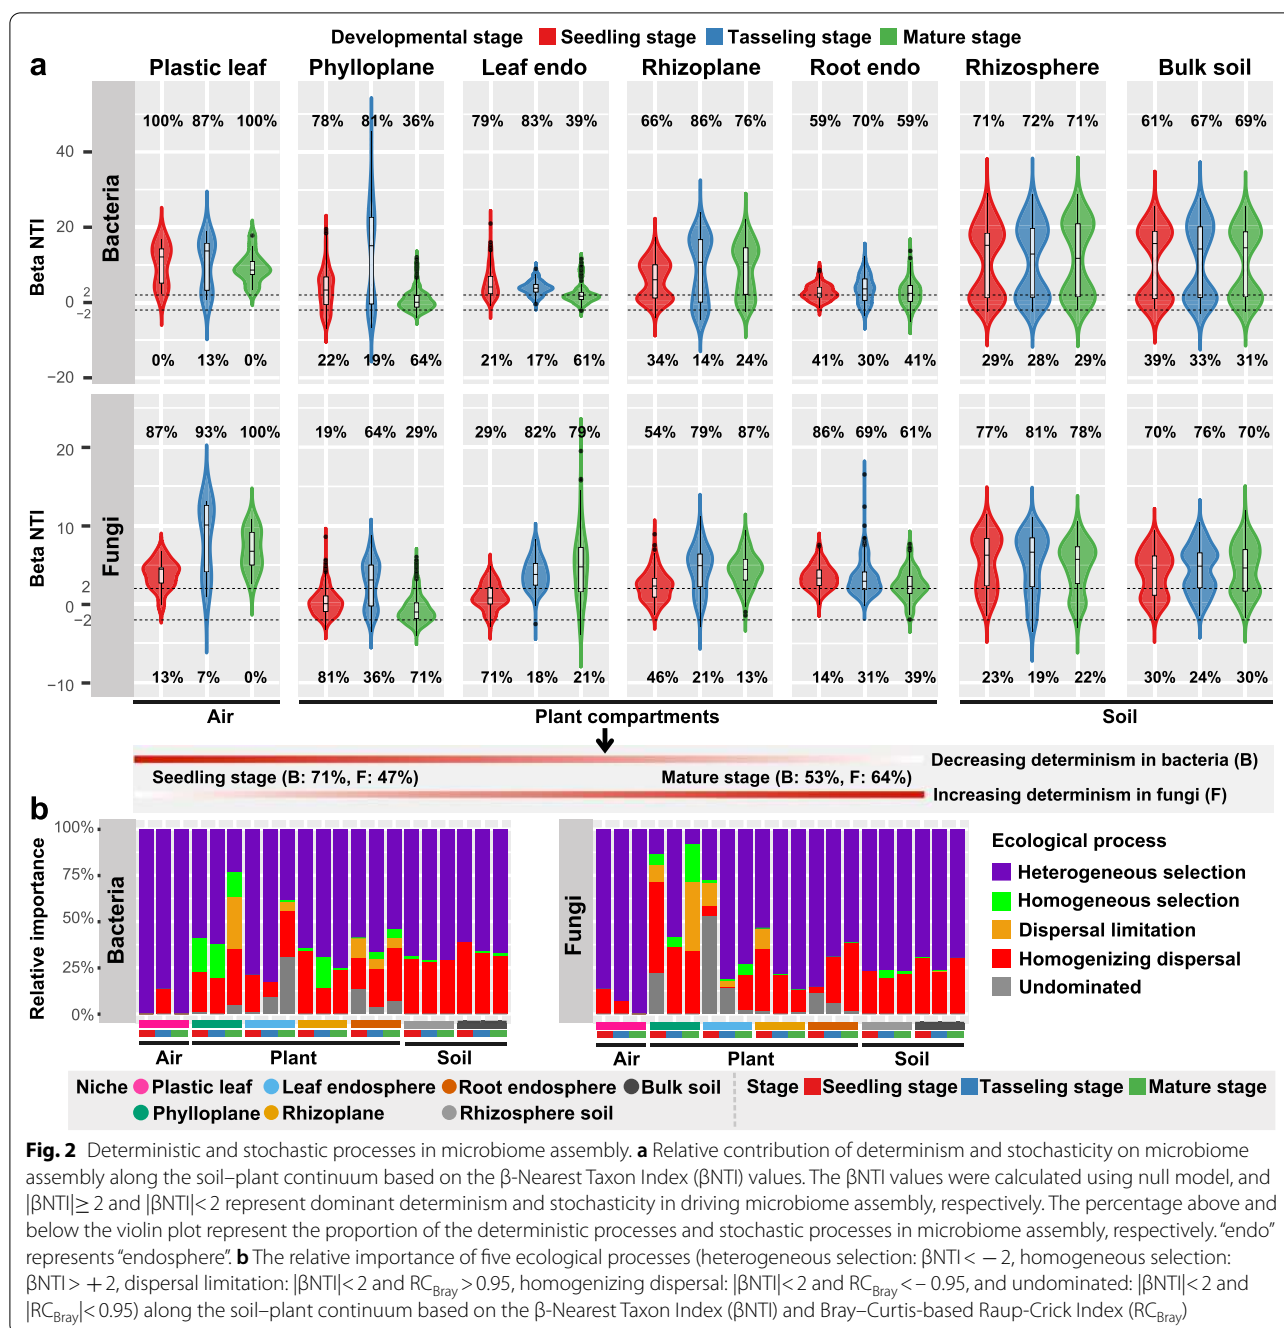 Developmental stage Seedling stage Tasseling stage Mature stage
a
Plastic leaf Phylloplane Leaf endo Rhizoplane Root endo Rhizosphere Bulk soil
Bacteria
Beta NTI
100% 87% 100% 78% 81% 36% 79% 83% 39% 66% 86% 76% 59% 70% 59% 71% 72% 71% 61% 67% 69%
40
20
2
0
−2
−20
0% 13% 0% 22% 19% 64% 21% 17% 61% 34% 14% 24% 41% 30% 41% 29% 28% 29% 39% 33% 31%
Fungi
Beta NTI
87% 93% 100% 19% 64% 29% 29% 82% 79% 54% 79% 87% 86% 69% 61% 77% 81% 78% 70% 76% 70%
20
10
2
0
−2
−10
13% 7% 0% 81% 36% 71% 71% 18% 21% 46% 21% 13% 14% 31% 39% 23% 19% 22% 30% 24% 30%
Air Plant compartments Soil
Decreasing determinism in bacteria (B)
Seedling stage (B: 71%, F: 47%) Mature stage (B: 53%, F: 64%)
Increasing determinism in fungi (F)
b
Relative importance
100%
75%
50%
25%
0%
Bacteria
Air Plant Soil
Fungi
Air Plant Soil
Ecological process
Heterogeneous selection
Homogeneous selection
Dispersal limitation
Homogenizing dispersal
Undominated
Niche Plastic leaf Leaf endosphere Root endosphere Bulk soil
Phylloplane Rhizoplane Rhizosphere soil
Stage Seedling stage Tasseling stage Mature stage
Fig. 2 Deterministic and stochastic processes in microbiome assembly. a Relative contribution of determinism and stochasticity on microbiome
assembly along the soil–plant continuum based on the β-Nearest Taxon Index (βNTI) values. The βNTI values were calculated using null model, and
|βNTI| ≥ 2 and |βNTI| < 2 represent dominant determinism and stochasticity in driving microbiome assembly, respectively. The percentage above and
below the violin plot represent the proportion of the deterministic processes and stochastic processes in microbiome assembly, respectively. “endo”
represents “endosphere”. b The relative importance of five ecological processes (heterogeneous selection: βNTI < − 2, homogeneous selection:
βNTI > + 2, dispersal limitation: |βNTI| < 2 and RCBray > 0.95, homogenizing dispersal: |βNTI| < 2 and RCBray < − 0.95, and undominated: |βNTI| < 2 and
|RCBray| < 0.95) along the soil–plant continuum based on the β-Nearest Taxon Index (βNTI) and Bray–Curtis-based Raup-Crick Index (RCBray)